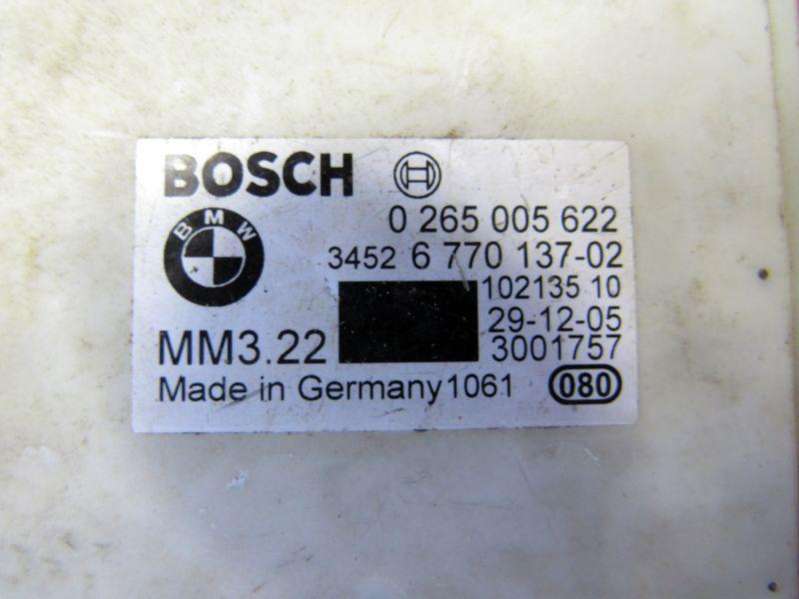 BOSCH
BMW
0 265 005 622
3452 6 770 137-02
102135 10
29-12-05
MM3.22
3001757
Made in Germany 1061
080